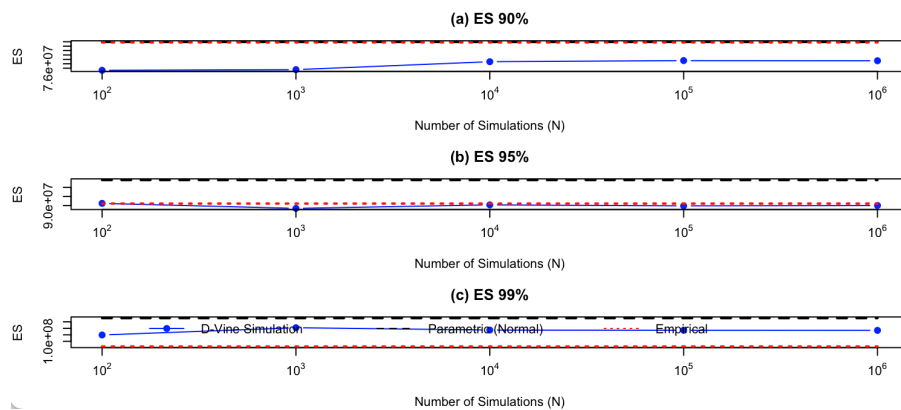 (a) ES 90%
ES
7.6e+07
10² 10³ 10⁴ 10⁵ 10⁶
Number of Simulations (N)
(b) ES 95%
ES
9.0e+07
10² 10³ 10⁴ 10⁵ 10⁶
Number of Simulations (N)
(c) ES 99%
ES
1.0e+08
D-Vine Simulation Parametric (Normal) Empirical
10² 10³ 10⁴ 10⁵ 10⁶
Number of Simulations (N)